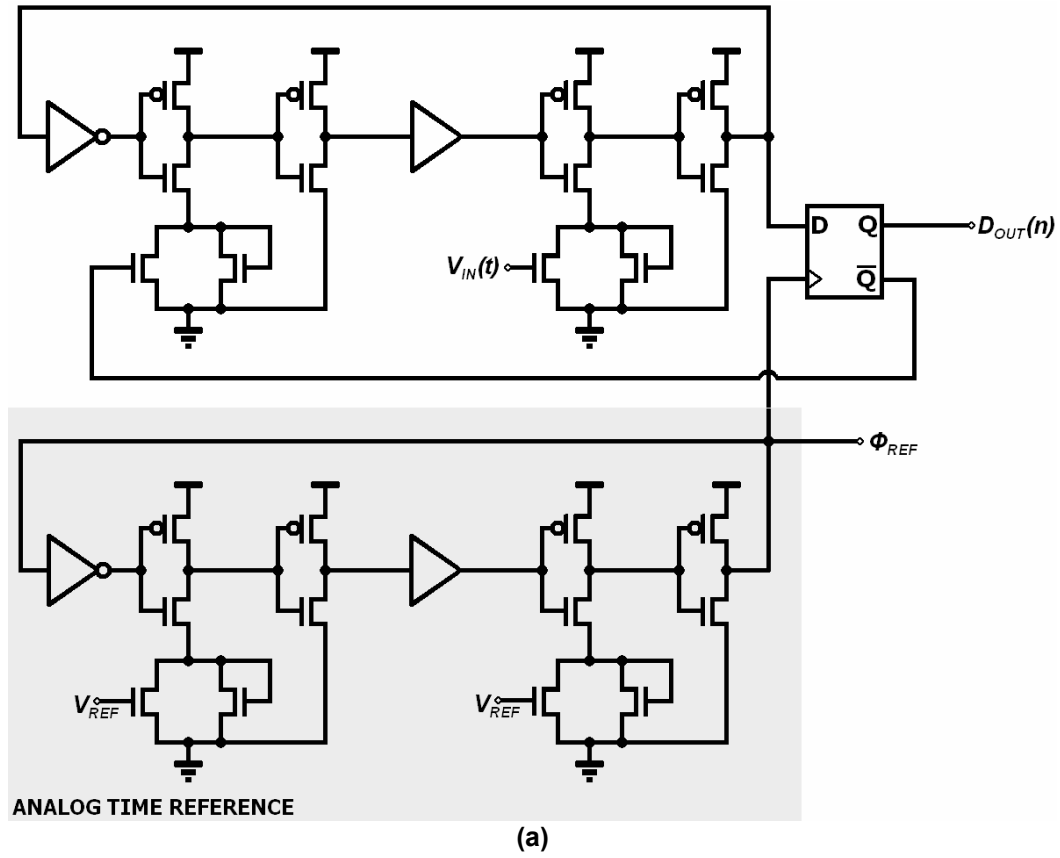 D Q
Q̅
D_OUT(n)
V_IN(t)
Φ_REF
V_REF
V_REF
ANALOG TIME REFERENCE
(a)